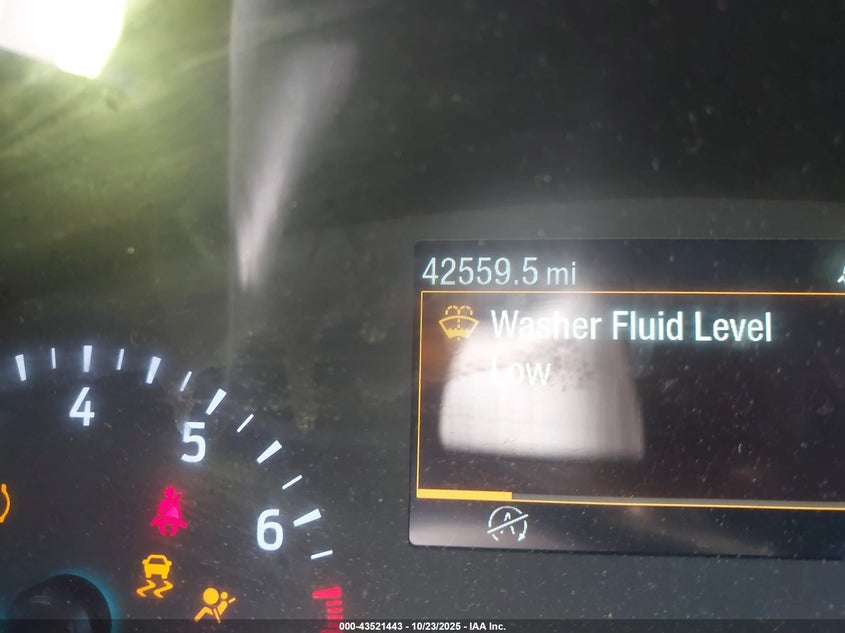 42559.5 mi
Washer Fluid Level
Low
4
5
6
A
000-43521443 - 10/23/2025 - IAA Inc.